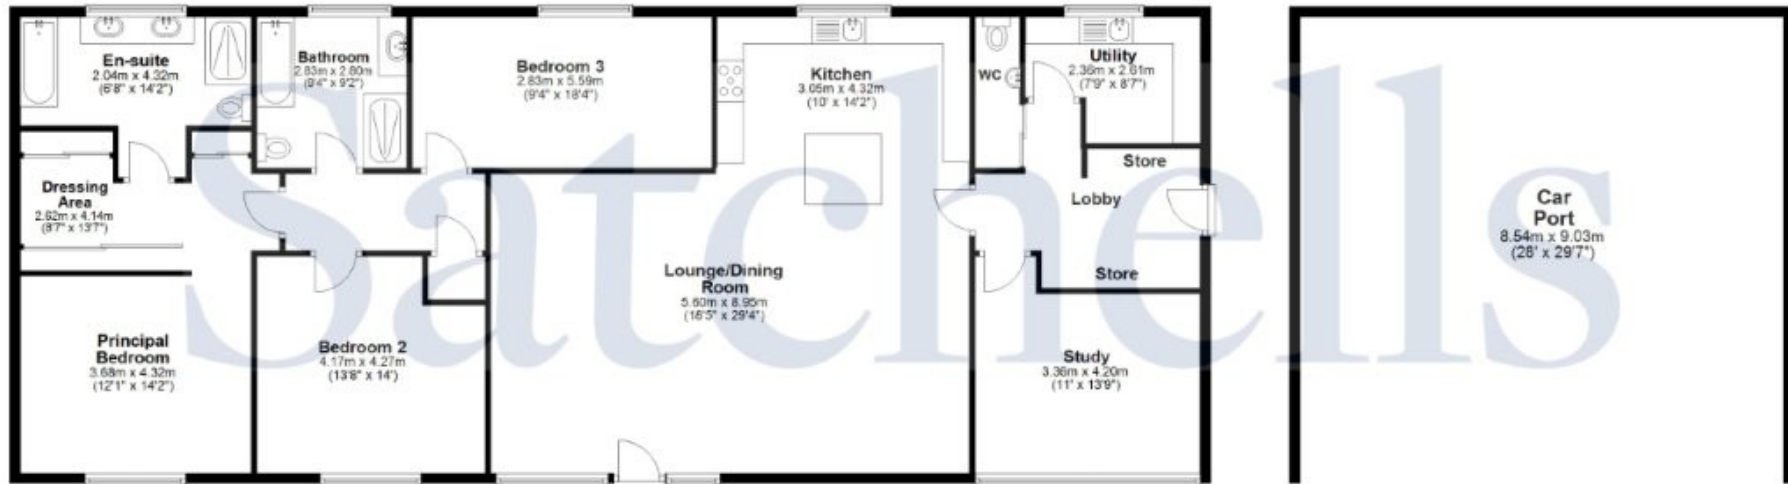 En-suite
2.04m x 4.32m
(6'8" x 14'2")
Bathroom
2.83m x 2.80m
(9'4" x 9'2")
Bedroom 3
2.83m x 5.59m
(9'4" x 18'4")
Kitchen
3.05m x 4.32m
(10' x 14'2")
WC
Utility
2.36m x 2.61m
(7'9" x 8'7")
Store
Lobby
Store
Dressing
Area
2.62m x 4.14m
(8'7" x 13'7")
Principal
Bedroom
3.68m x 4.32m
(12'1" x 14'2")
Bedroom 2
4.17m x 4.27m
(13'8" x 14')
Lounge/Dining
Room
5.60m x 8.95m
(18'5" x 29'4")
Study
3.36m x 4.20m
(11' x 13'9")
Car
Port
8.54m x 9.03m
(28' x 29'7")
Satchells